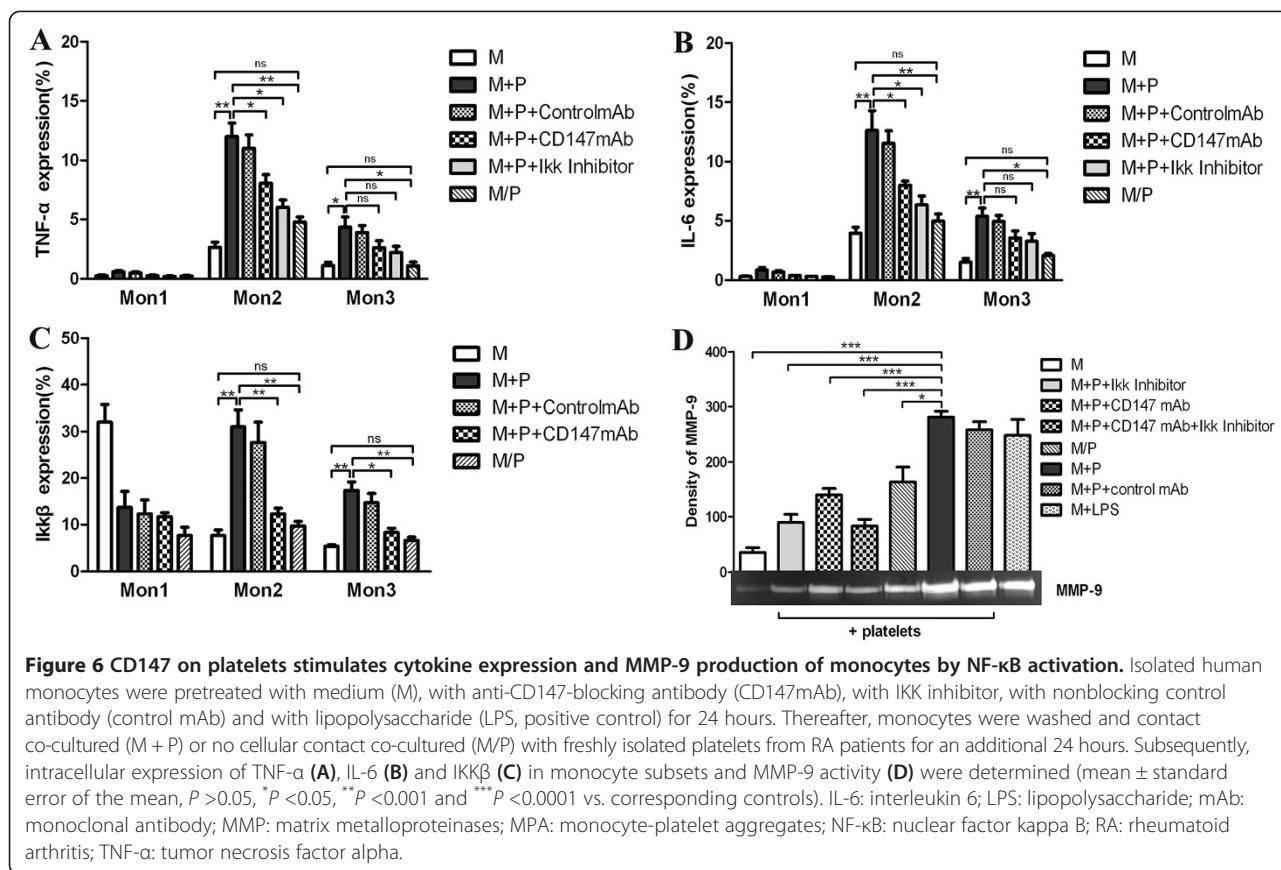 A
TNF-α expression(%)
20
15
10
5
0
ns
**
*
** *
ns
*
ns
* ns
Mon1 Mon2 Mon3
M
M+P
M+P+ControlmAb
M+P+CD147mAb
M+P+Ikk Inhibitor
M/P
B
IL-6 expression(%)
20
15
10
5
0
ns
**
*
** *
ns
*
ns
** ns
Mon1 Mon2 Mon3
M
M+P
M+P+ControlmAb
M+P+CD147mAb
M+P+Ikk Inhibitor
M/P
C
Ikkβ expression(%)
50
40
30
20
10
0
ns
**
** **
ns
**
** *
Mon1 Mon2 Mon3
M
M+P
M+P+ControlmAb
M+P+CD147mAb
M/P
D
Density of MMP-9
400
300
200
100
0
***
***
***
***
*
M
M+P+Ikk Inhibitor
M+P+CD147 mAb
M+P+CD147 mAb+Ikk Inhibitor
M/P
M+P
M+P+control mAb
M+LPS
MMP-9
+ platelets
Figure 6 CD147 on platelets stimulates cytokine expression and MMP-9 production of monocytes by NF-κB activation. Isolated human
monocytes were pretreated with medium (M), with anti-CD147-blocking antibody (CD147mAb), with IKK inhibitor, with nonblocking control
antibody (control mAb) and with lipopolysaccharide (LPS, positive control) for 24 hours. Thereafter, monocytes were washed and contact
co-cultured (M + P) or no cellular contact co-cultured (M/P) with freshly isolated platelets from RA patients for an additional 24 hours. Subsequently,
intracellular expression of TNF-α (A), IL-6 (B) and IKKβ (C) in monocyte subsets and MMP-9 activity (D) were determined (mean ± standard
error of the mean, P >0.05, *P <0.05, **P <0.001 and ***P <0.0001 vs. corresponding controls). IL-6: interleukin 6; LPS: lipopolysaccharide; mAb:
monoclonal antibody; MMP: matrix metalloproteinases; MPA: monocyte-platelet aggregates; NF-κB: nuclear factor kappa B; RA: rheumatoid
arthritis; TNF-α: tumor necrosis factor alpha.